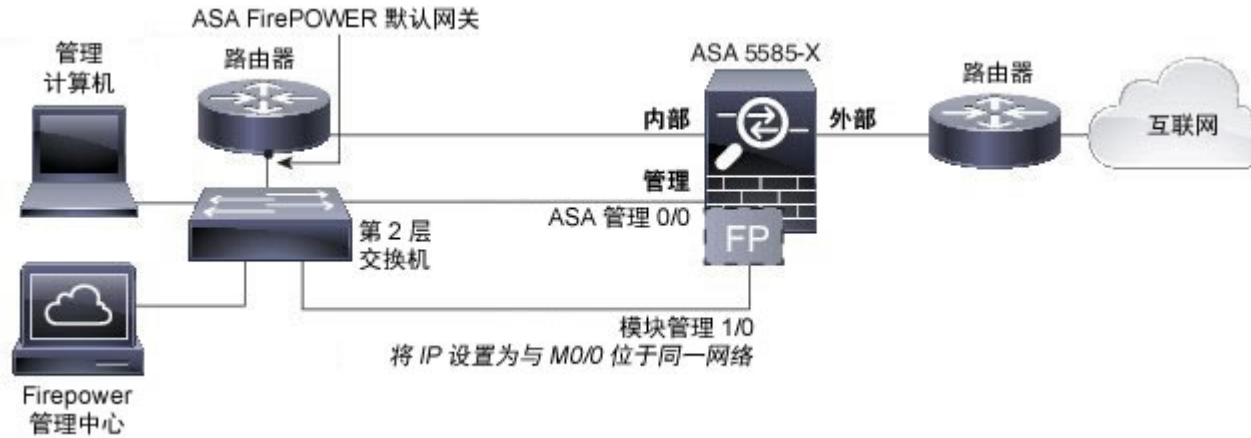 ASA FirePOWER 默认网关
管理
计算机
路由器
ASA 5585-X
路由器
内部
外部
互联网
管理
ASA 管理 0/0
第 2 层
交换机
FP
模块管理 1/0
将 IP 设置为与 M0/0 位于同一网络
Firepower
管理中心